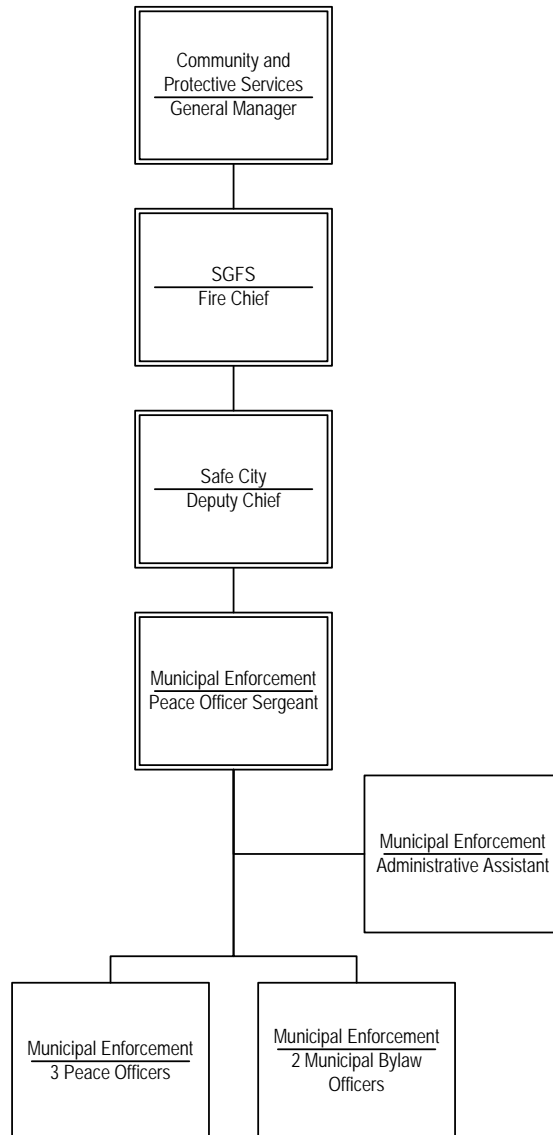 Community and
Protective Services
General Manager
SGFS
Fire Chief
Safe City
Deputy Chief
Municipal Enforcement
Peace Officer Sergeant
Municipal Enforcement
Administrative Assistant
Municipal Enforcement
3 Peace Officers
Municipal Enforcement
2 Municipal Bylaw
Officers